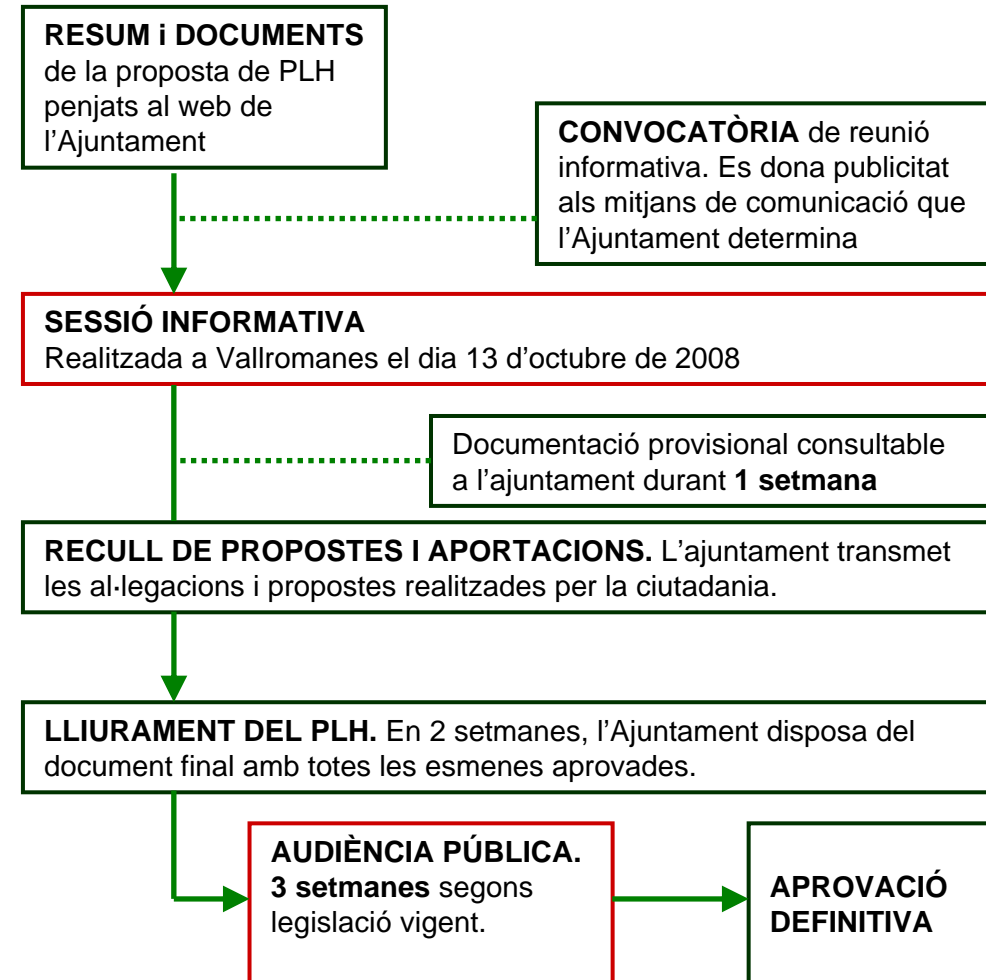 RESUM i DOCUMENTS
de la proposta de PLH
penjats al web de
l’Ajuntament
CONVOCATÒRIA de reunió
informativa. Es dona publicitat
als mitjans de comunicació que
l’Ajuntament determina
SESSIÓ INFORMATIVA
Realitzada a Vallromanes el dia 13 d’octubre de 2008
Documentació provisional consultable
a l’ajuntament durant 1 setmana
RECULL DE PROPOSTES I APORTACIONS. L’ajuntament transmet
les al·legacions i propostes realitzades per la ciutadania.
LLIURAMENT DEL PLH. En 2 setmanes, l’Ajuntament disposa del
document final amb totes les esmenes aprovades.
AUDIÈNCIA PÚBLICA.
3 setmanes segons
legislació vigent.
APROVACIÓ
DEFINITIVA